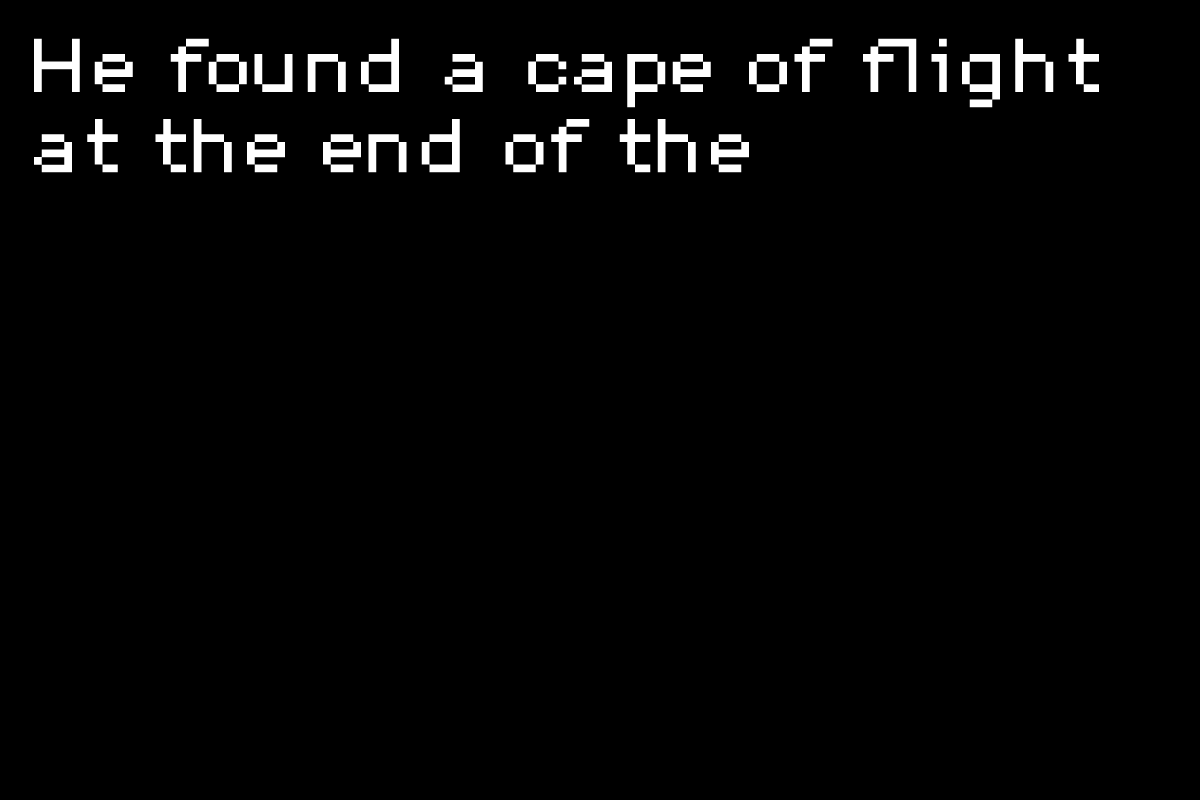 He found a cape of flight
at the end of the